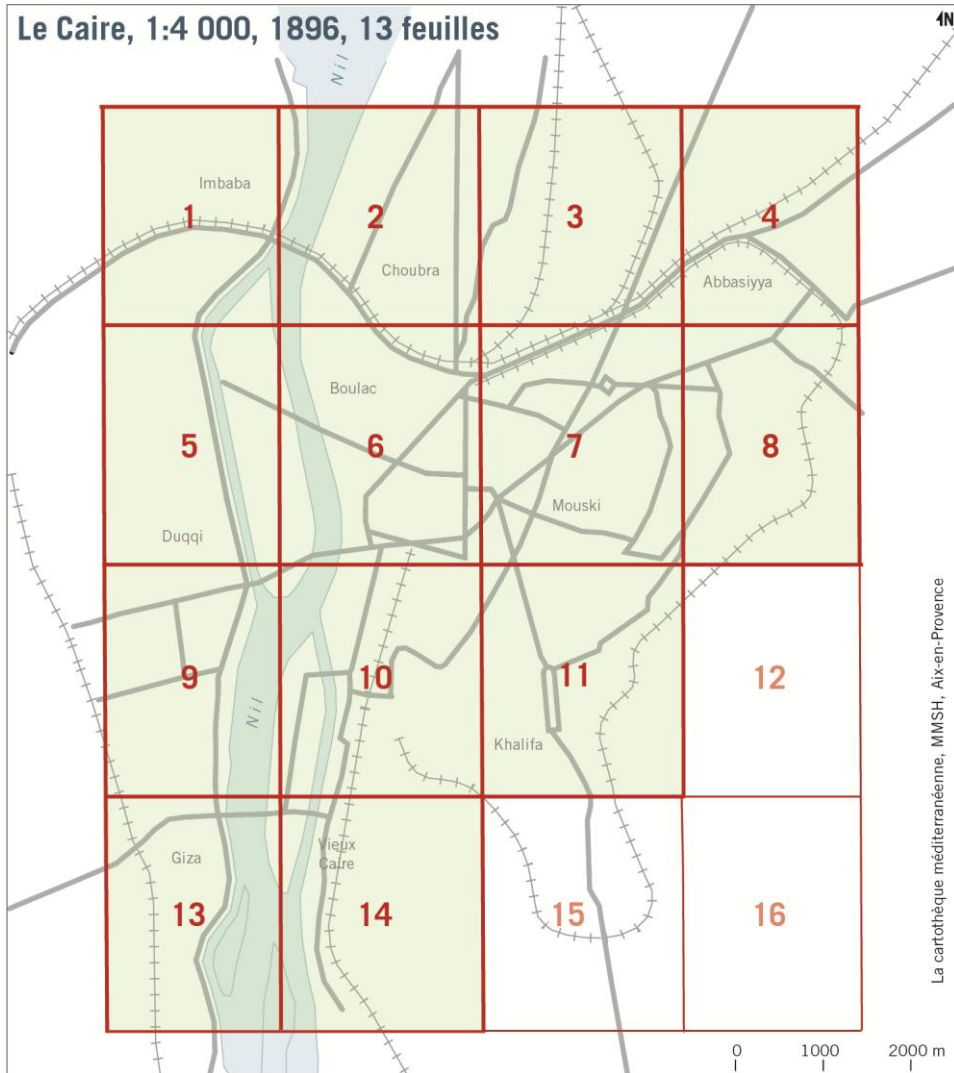 Le Caire, 1:4 000, 1896, 13 feuilles
N
Nil
Imbaba
1
2
3
4
Choubra
Abbasiyya
Boulac
5
6
7
8
Mouski
Duqqi
9
10
11
12
Nil
Khalifa
Giza
Vieux
Caire
13
14
15
16
0 1000 2000 m
La cartothèque méditerranéenne, MMSH, Aix-en-Provence